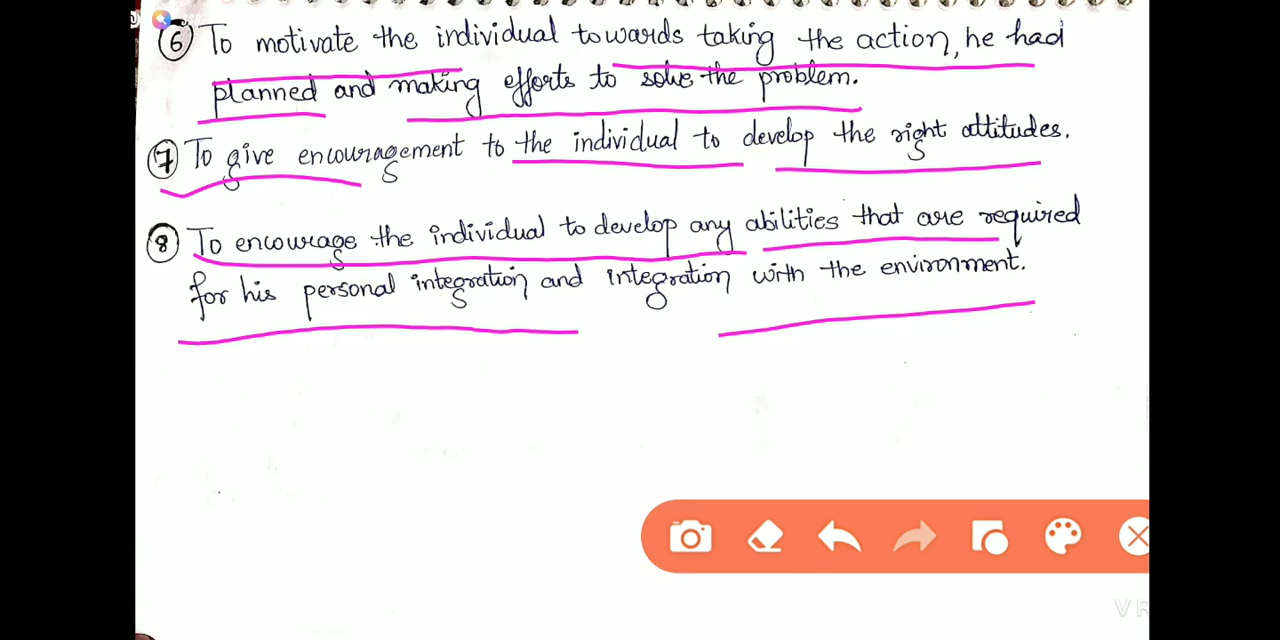 ⑥ To motivate the individual towards taking the action, he had
planned and making efforts to solve the problem.
⑦ To give encouragement to the individual to develop the right attitudes.
⑧ To encourage the individual to develop any abilities that are required
for his personal integration and integration with the environment.